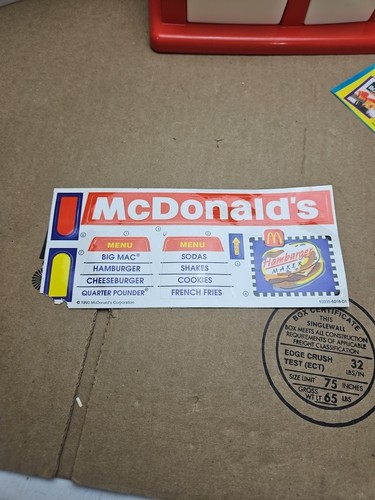 McDonald's
MENU
BIG MAC®
HAMBURGER
CHEESEBURGER
QUARTER POUNDER®
MENU
SODAS
SHAKES
COOKIES
FRENCH FRIES
Hamburger
MAKER
BOX CERTIFICATE
THIS
SINGLEWALL
BOX MEETS ALL CONSTRUCTION
REQUIREMENTS OF APPLICABLE
FREIGHT CLASSIFICATION
EDGE CRUSH
TEST (ECT) 32 LBS/IN
SIZE LIMIT 75 INCHES
GROSS
WT LT 65 LBS